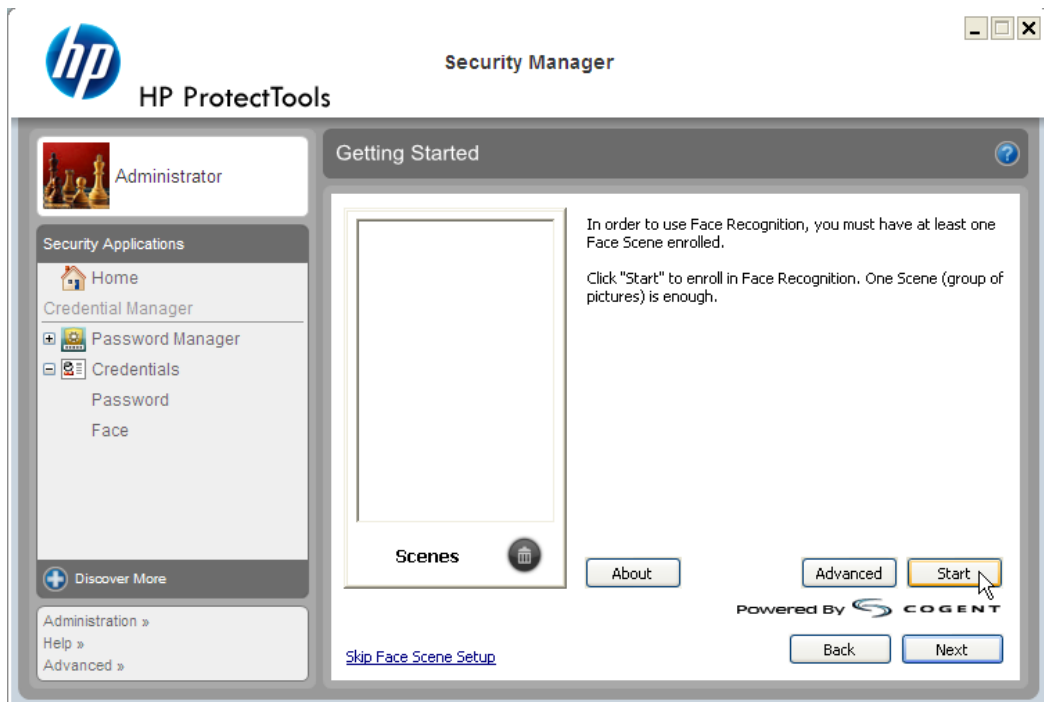 hp
HP ProtectTools
Security Manager
Administrator
Security Applications
Home
Credential Manager
Password Manager
Credentials
Password
Face
Discover More
Administration »
Help »
Advanced »
Getting Started
?
In order to use Face Recognition, you must have at least one
Face Scene enrolled.
Click "Start" to enroll in Face Recognition. One Scene (group of
pictures) is enough.
Scenes
About
Advanced
Start
Powered By COGENT
Skip Face Scene Setup
Back
Next